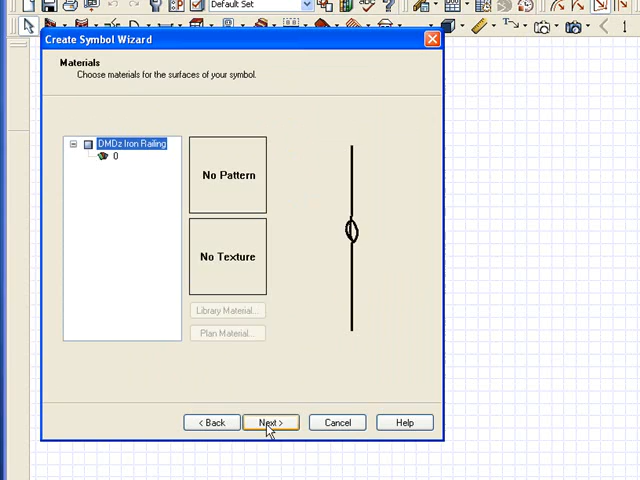 Default Set
1
Create Symbol Wizard
Materials
Choose materials for the surfaces of your symbol.
DMDz Iron Railing
0
No Pattern
No Texture
Library Material...
Plan Material...
< Back
Next >
Cancel
Help